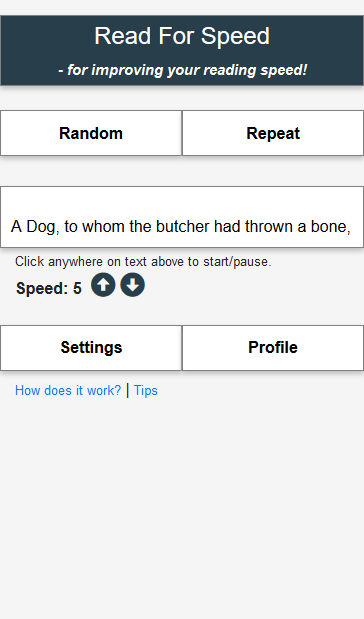 Read For Speed
- for improving your reading speed!
Random
Repeat
A Dog, to whom the butcher had thrown a bone,
Click anywhere on text above to start/pause.
Speed: 5
Settings
Profile
How does it work? | Tips